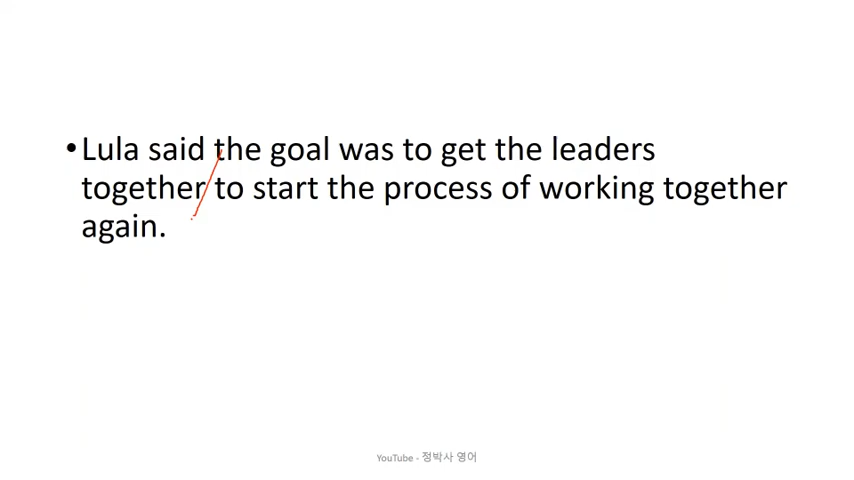 •Lula said the goal was to get the leaders
together to start the process of working together
again.
YouTube - 정박사 영어